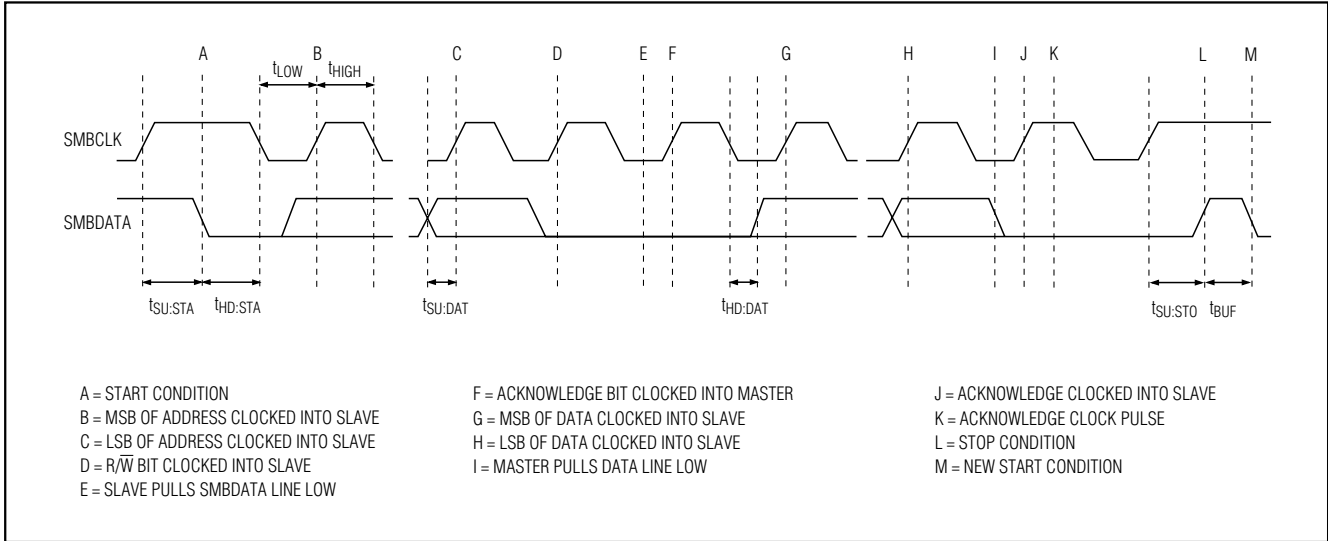 A B C D E F G H I J K L M
tLOW tHIGH
SMBCLK
SMBDATA
tSU:STA tHD:STA tSU:DAT tHD:DAT tSU:STO tBUF
A = START CONDITION
B = MSB OF ADDRESS CLOCKED INTO SLAVE
C = LSB OF ADDRESS CLOCKED INTO SLAVE
D = R/W̅ BIT CLOCKED INTO SLAVE
E = SLAVE PULLS SMBDATA LINE LOW
F = ACKNOWLEDGE BIT CLOCKED INTO MASTER
G = MSB OF DATA CLOCKED INTO SLAVE
H = LSB OF DATA CLOCKED INTO SLAVE
I = MASTER PULLS DATA LINE LOW
J = ACKNOWLEDGE CLOCKED INTO SLAVE
K = ACKNOWLEDGE CLOCK PULSE
L = STOP CONDITION
M = NEW START CONDITION